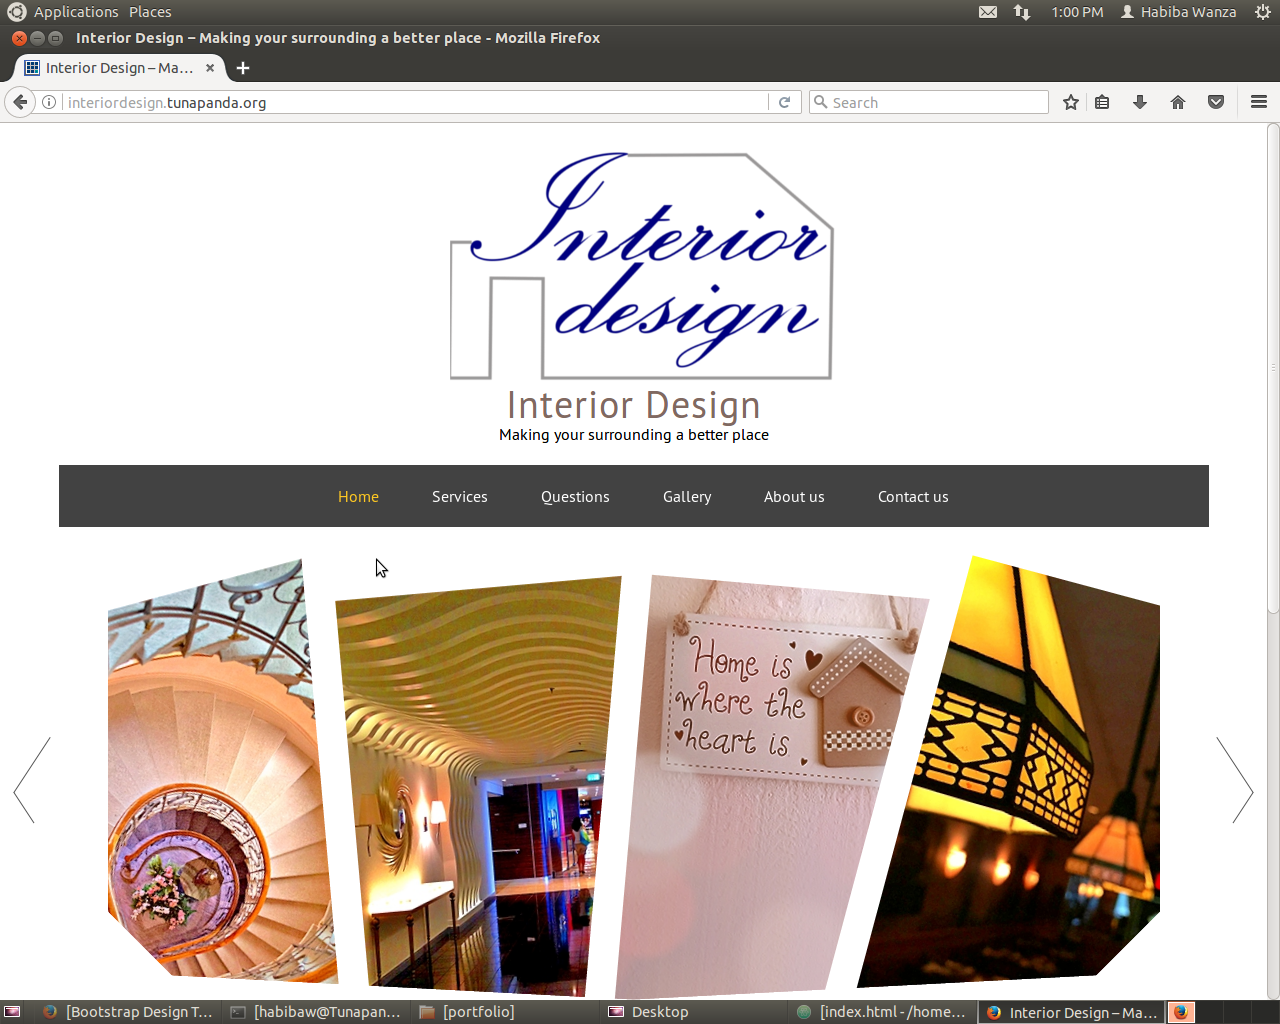 Applications Places 1:00 PM Habiba Wanza
Interior Design – Making your surrounding a better place - Mozilla Firefox
Interior Design – Ma...
interiordesign.tunapanda.org Search
Interior
design
Interior Design
Making your surrounding a better place
Home Services Questions Gallery About us Contact us
Home is
where the
heart is
[Bootstrap Design T... [habibaw@Tunapan... [portfolio] Desktop [index.html - /home... Interior Design – Ma...